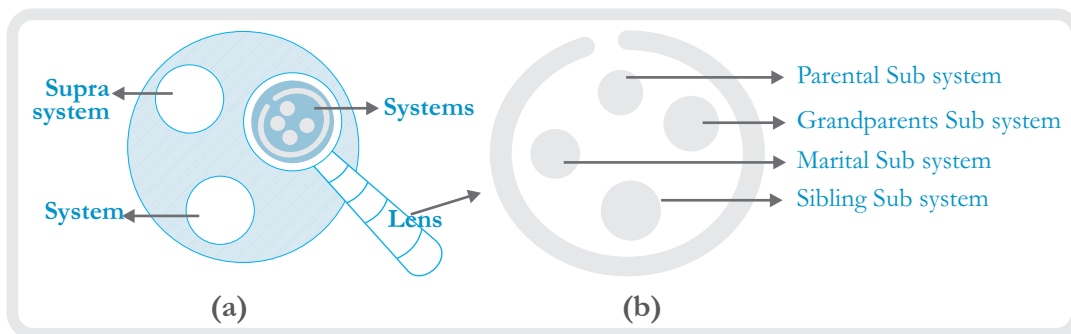 Supra
system
Systems
System
Lens
(a)
Parental Sub system
Grandparents Sub system
Marital Sub system
Sibling Sub system
(b)